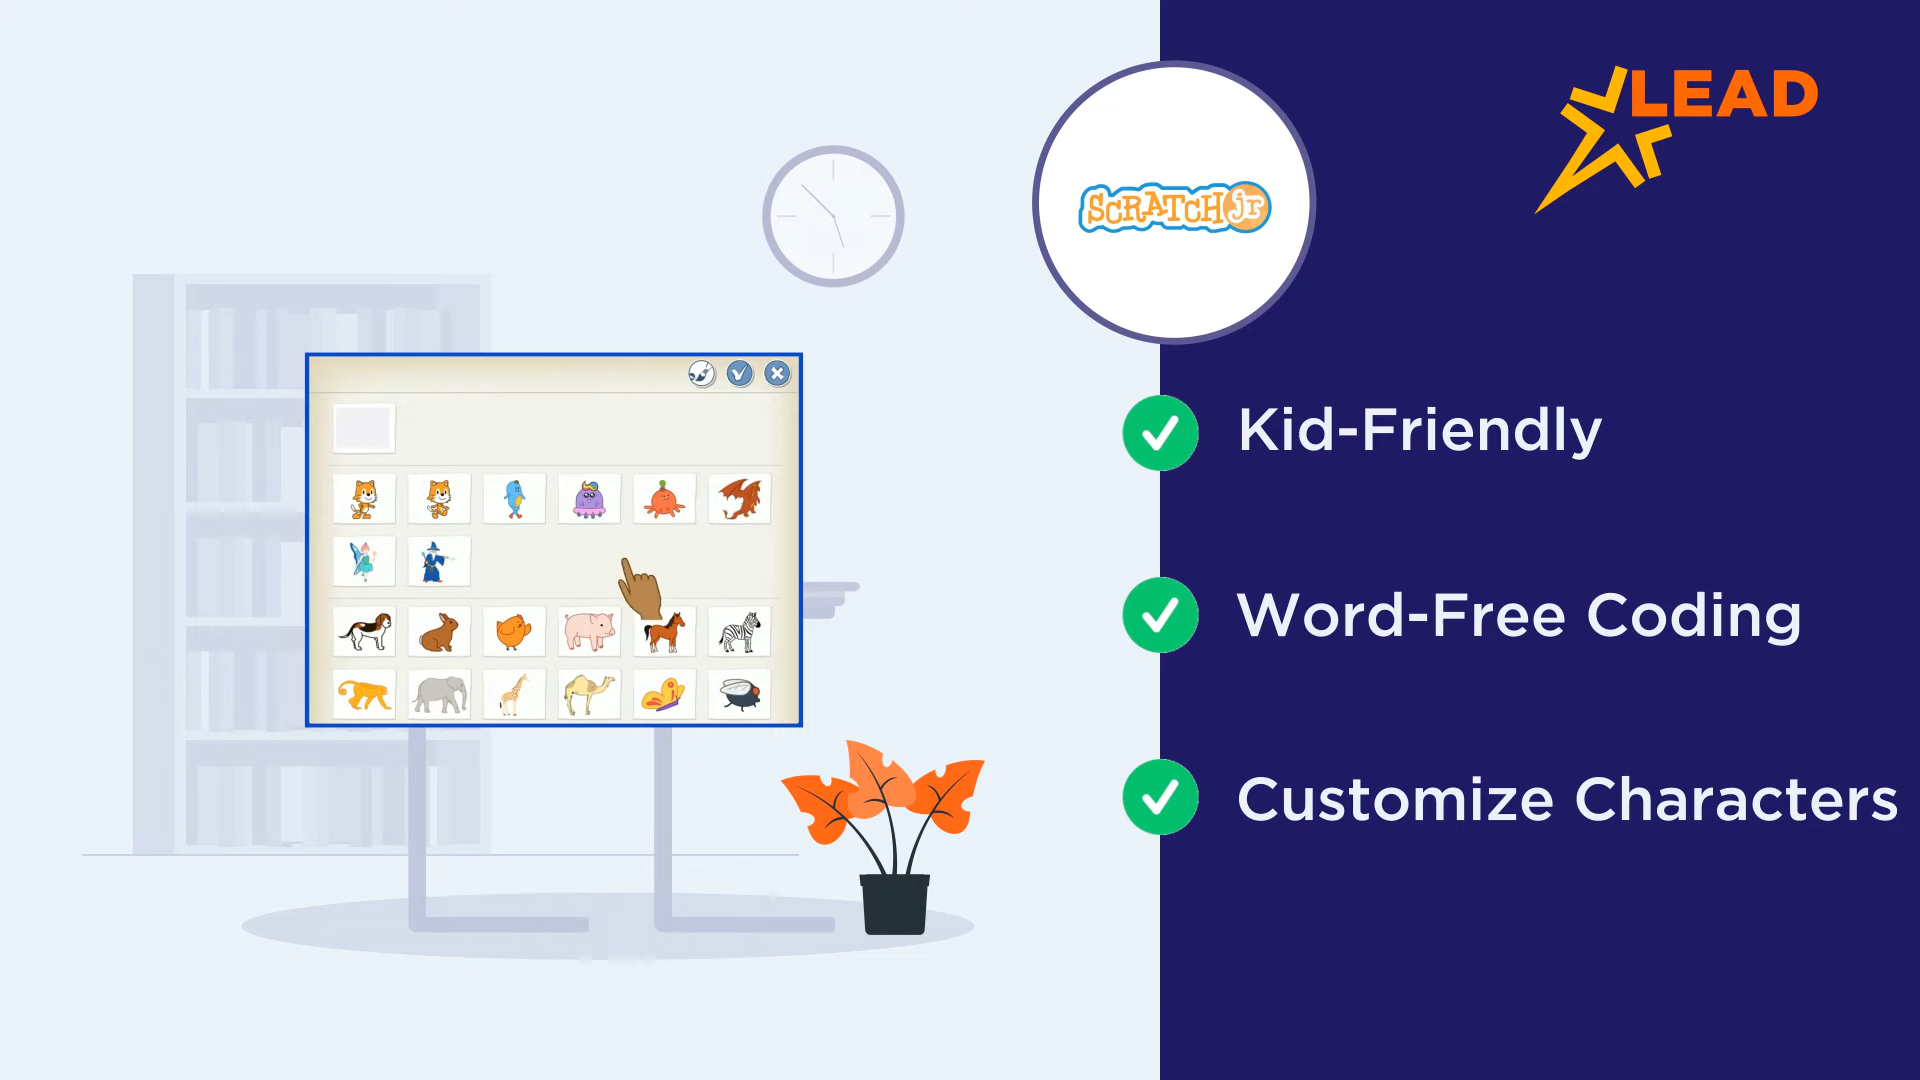 LEAD
SCRATCH jr
Kid-Friendly
Word-Free Coding
Customize Characters